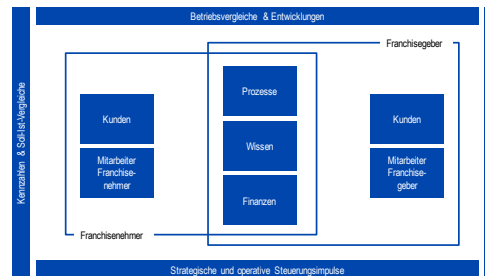 Betriebsvergleiche & Entwicklungen
Kennzahlen & Soll-Ist-Vergleiche
Franchisegeber
Prozesse
Kunden
Kunden
Wissen
Mitarbeiter
Franchise-
nehmer
Mitarbeiter
Franchise-
geber
Finanzen
Franchisenehmer
Strategische und operative Steuerungsimpulse